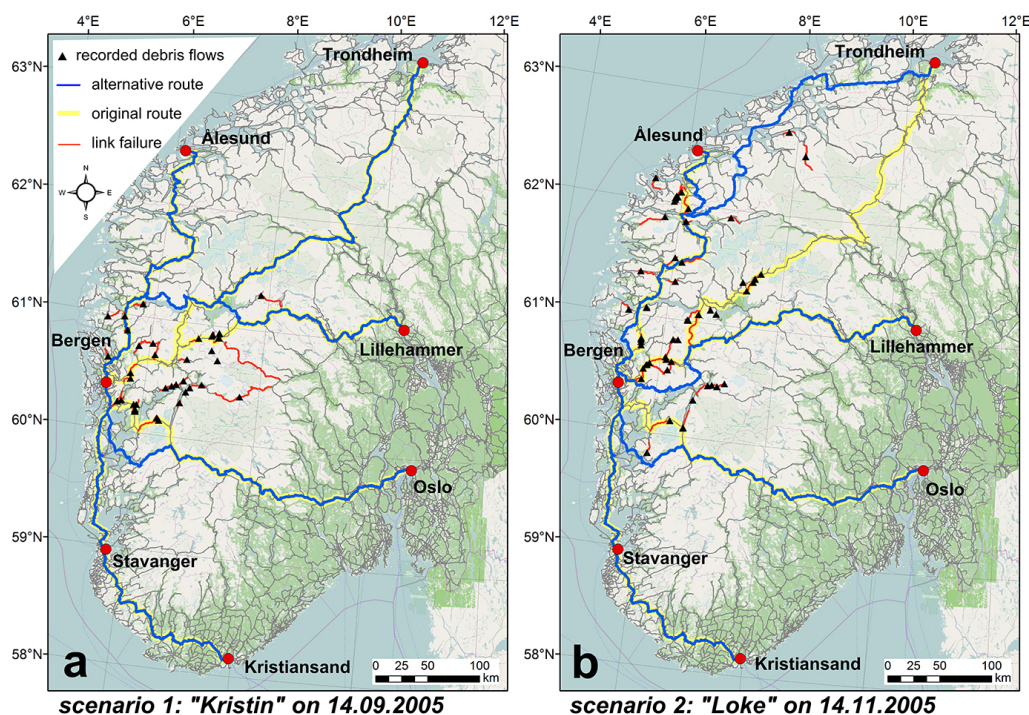 4°E 6°E 8°E 10°E 12°E
63°N
62°N
61°N
60°N
59°N
58°N
recorded debris flows
alternative route
original route
link failure
N
W E
S
Trondheim
Ålesund
Bergen
Lillehammer
Oslo
Stavanger
Kristiansand
a
0 25 50 100
km
scenario 1: "Kristin" on 14.09.2005
4°E 6°E 8°E 10°E 12°E
63°N
62°N
61°N
60°N
59°N
58°N
Trondheim
Ålesund
Bergen
Lillehammer
Oslo
Stavanger
Kristiansand
b
0 25 50 100
km
scenario 2: "Loke" on 14.11.2005